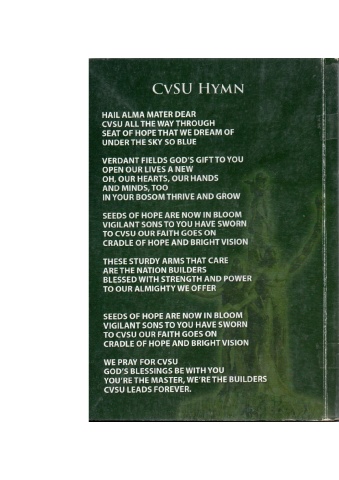 CVSU HYMN
HAIL ALMA MATER DEAR
CVSU ALL THE WAY THROUGH
SEAT OF HOPE THAT WE DREAM OF
UNDER THE SKY SO BLUE
VERDANT FIELDS GOD'S GIFT TO YOU
OPEN OUR LIVES A NEW
OH, OUR HEARTS, OUR HANDS
AND MINDS, TOO
IN YOUR BOSOM THRIVE AND GROW
SEEDS OF HOPE ARE NOW IN BLOOM
VIGILANT SONS TO YOU HAVE SWORN
TO CVSU OUR FAITH GOES ON
CRADLE OF HOPE AND BRIGHT VISION
THESE STURDY ARMS THAT CARE
ARE THE NATION BUILDERS
BLESSED WITH STRENGTH AND POWER
TO OUR ALMIGHTY WE OFFER
SEEDS OF HOPE ARE NOW IN BLOOM
VIGILANT SONS TO YOU HAVE SWORN
TO CVSU OUR FAITH GOES ON
CRADLE OF HOPE AND BRIGHT VISION
WE PRAY FOR CVSU
GOD'S BLESSINGS BE WITH YOU
YOU'RE THE MASTER, WE'RE THE BUILDERS
CVSU LEADS FOREVER.